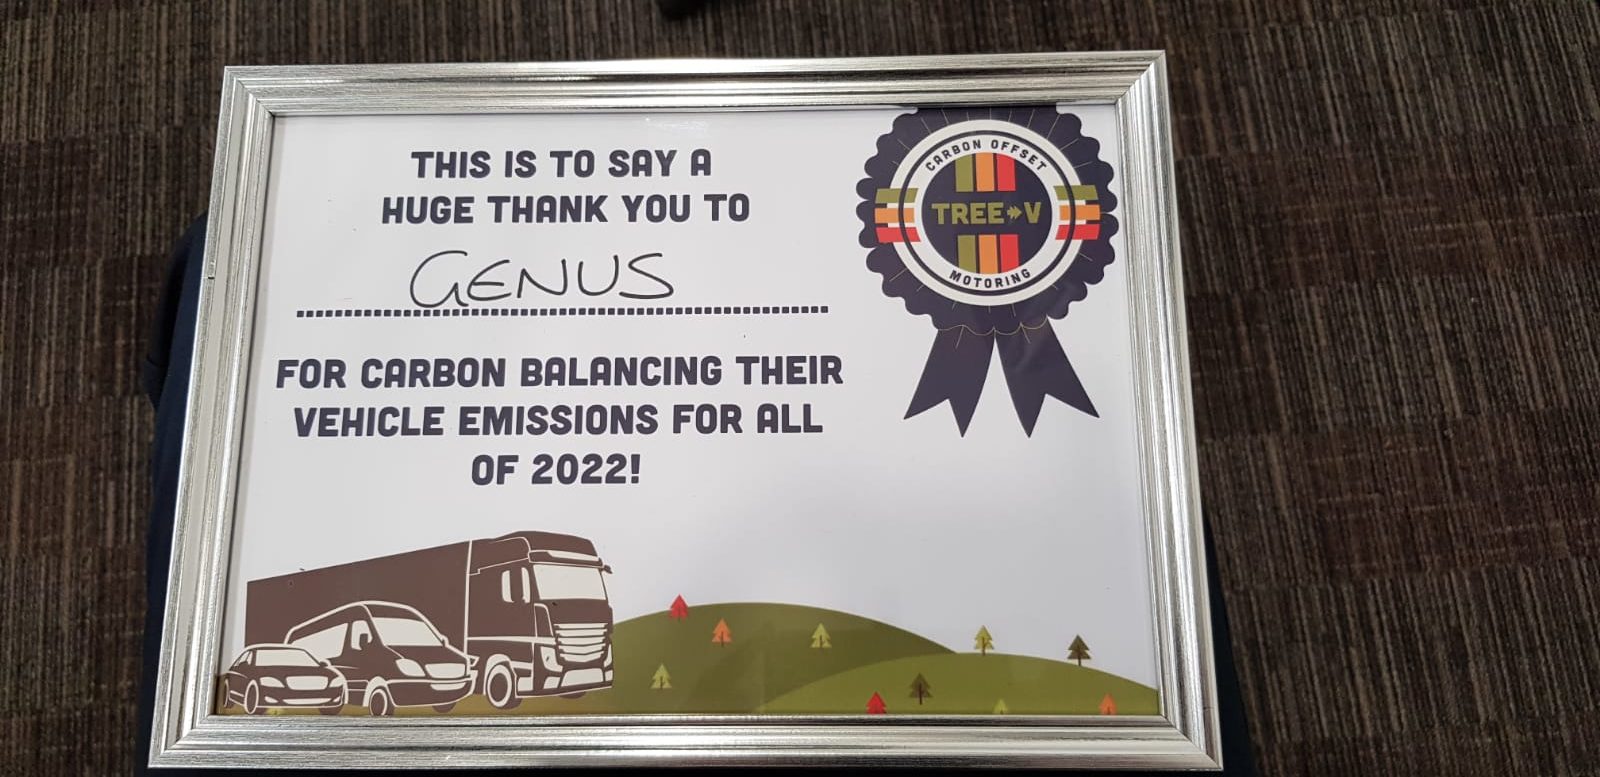 THIS IS TO SAY A
HUGE THANK YOU TO
GENUS
FOR CARBON BALANCING THEIR
VEHICLE EMISSIONS FOR ALL
OF 2022!
CARBON OFFSET
TREE V
MOTORING